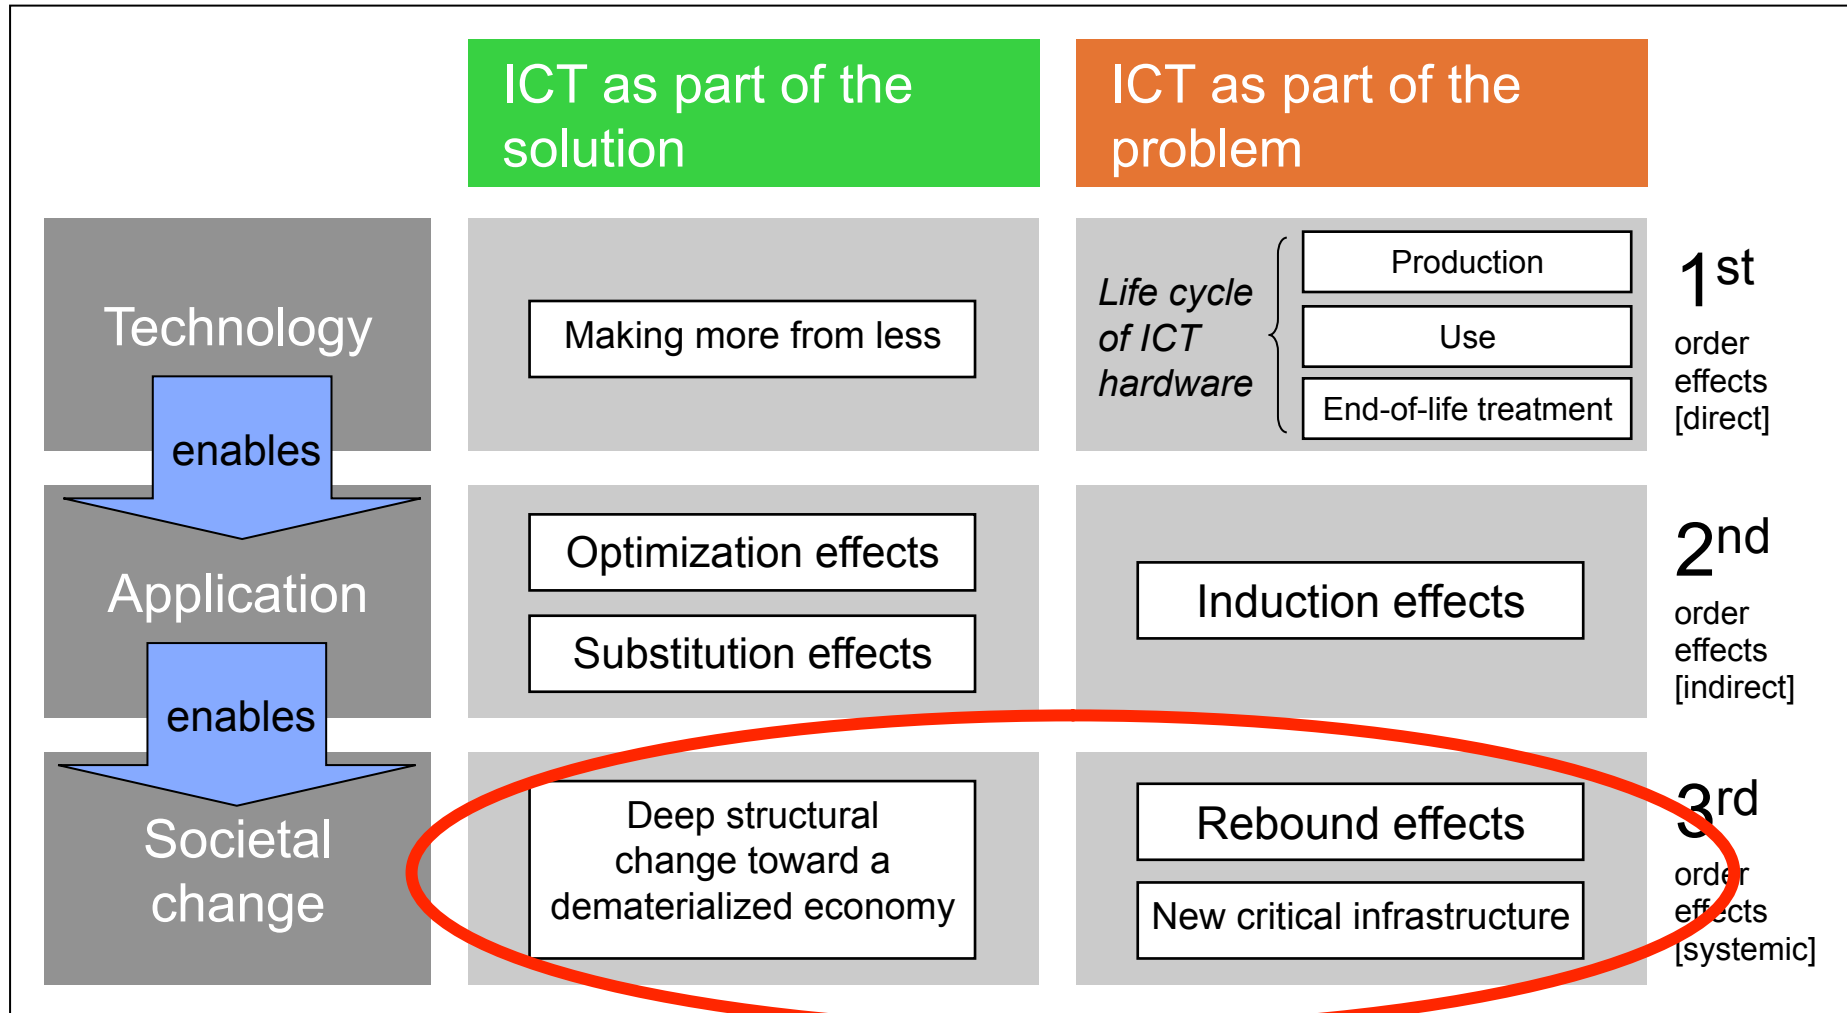 ICT as part of the
solution
ICT as part of the
problem
Technology
enables
Making more from less
Life cycle
of ICT
hardware
Production
Use
End-of-life treatment
1st
order
effects
[direct]
Application
enables
Optimization effects
Substitution effects
Induction effects
2nd
order
effects
[indirect]
Societal
change
Deep structural
change toward a
dematerialized economy
Rebound effects
New critical infrastructure
3rd
order
effects
[systemic]